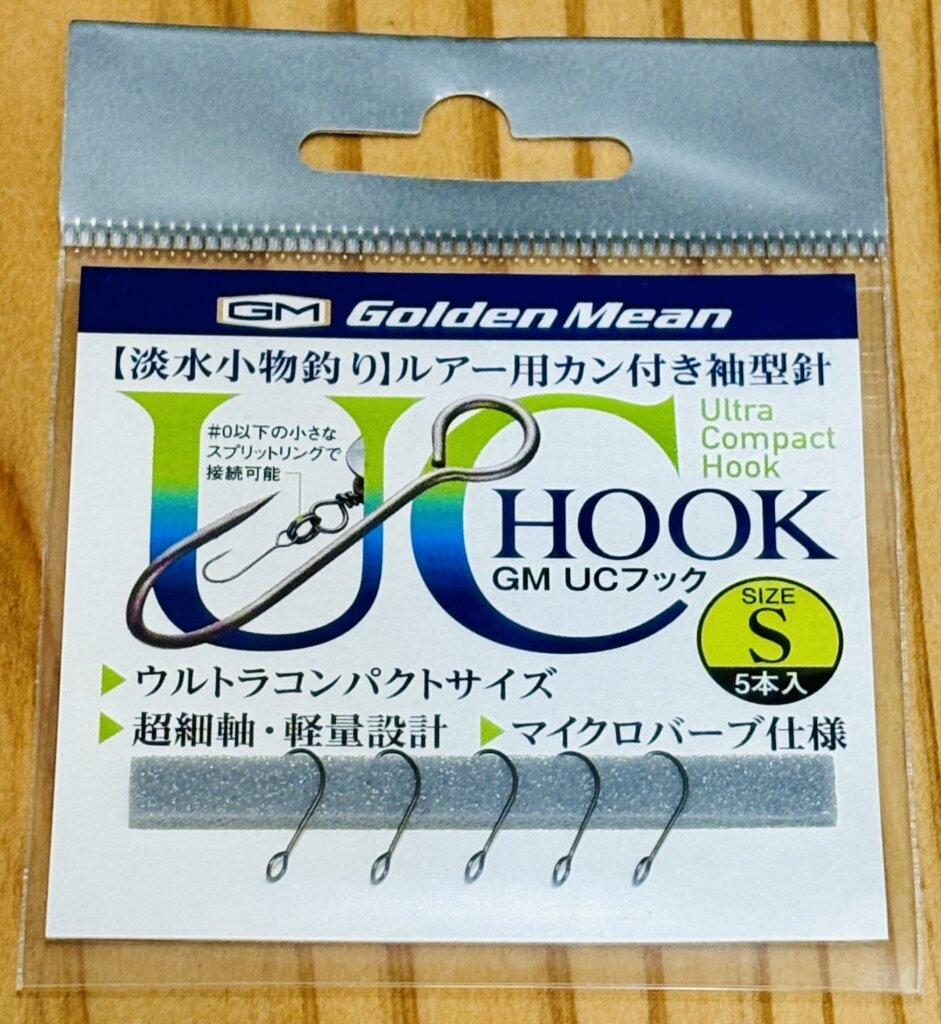 GM Golden Mean
【淡水小物釣り】ルアー用カン付き袖型針
UC HOOK
Ultra
Compact
Hook
#0以下の小さな
スプリットリングで
接続可能
GM UCフック
SIZE
S
5本入
ウルトラコンパクトサイズ
超細軸・軽量設計 マイクロバーブ仕様